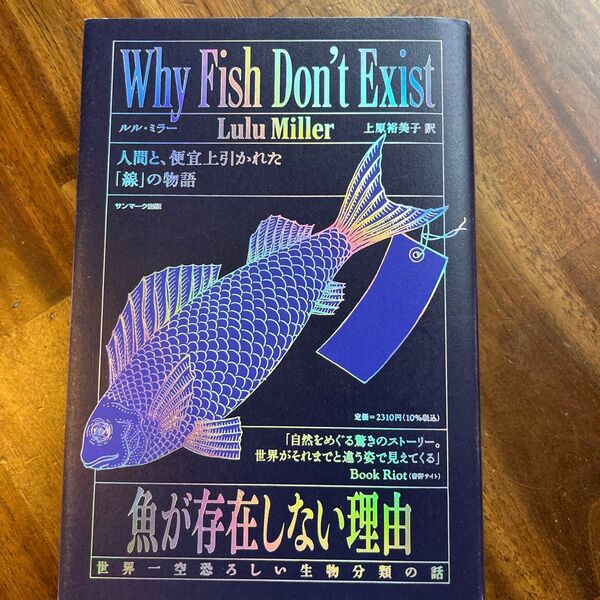 Why Fish Don't Exist
ルル・ミラー Lulu Miller 上原裕美子 訳
人間と、便宜上引かれた
「線」の物語
サンマーク出版
定価=2310円(10%税込)
「自然をめぐる驚きのストーリー。
世界がそれまでと違う姿で見えてくる」
Book Riot(書評サイト)
魚が存在しない理由
世界一空恐ろしい生物分類の話